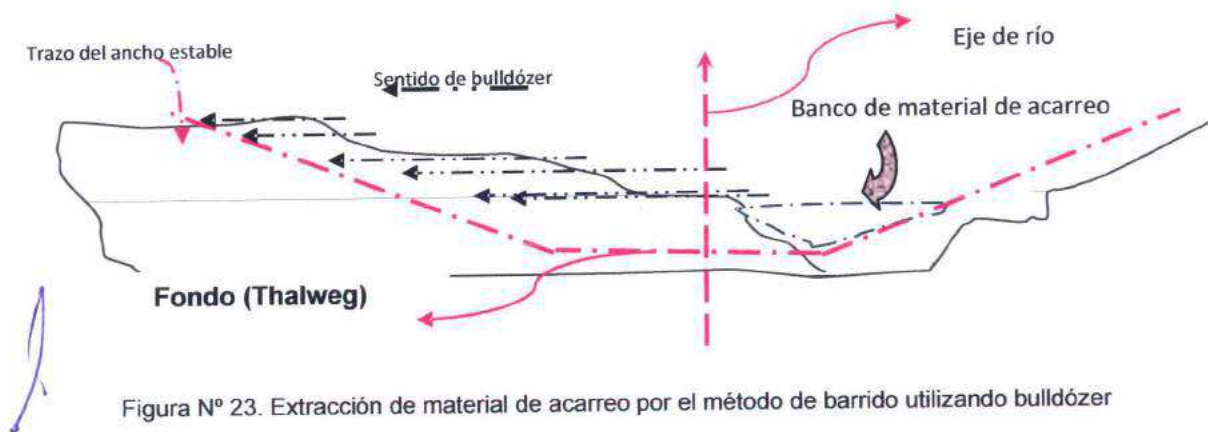 Eje de río
Trazo del ancho estable
Sentido de bulldózer
Banco de material de acarreo
Fondo (Thalweg)
Figura Nº 23. Extracción de material de acarreo por el método de barrido utilizando bulldózer